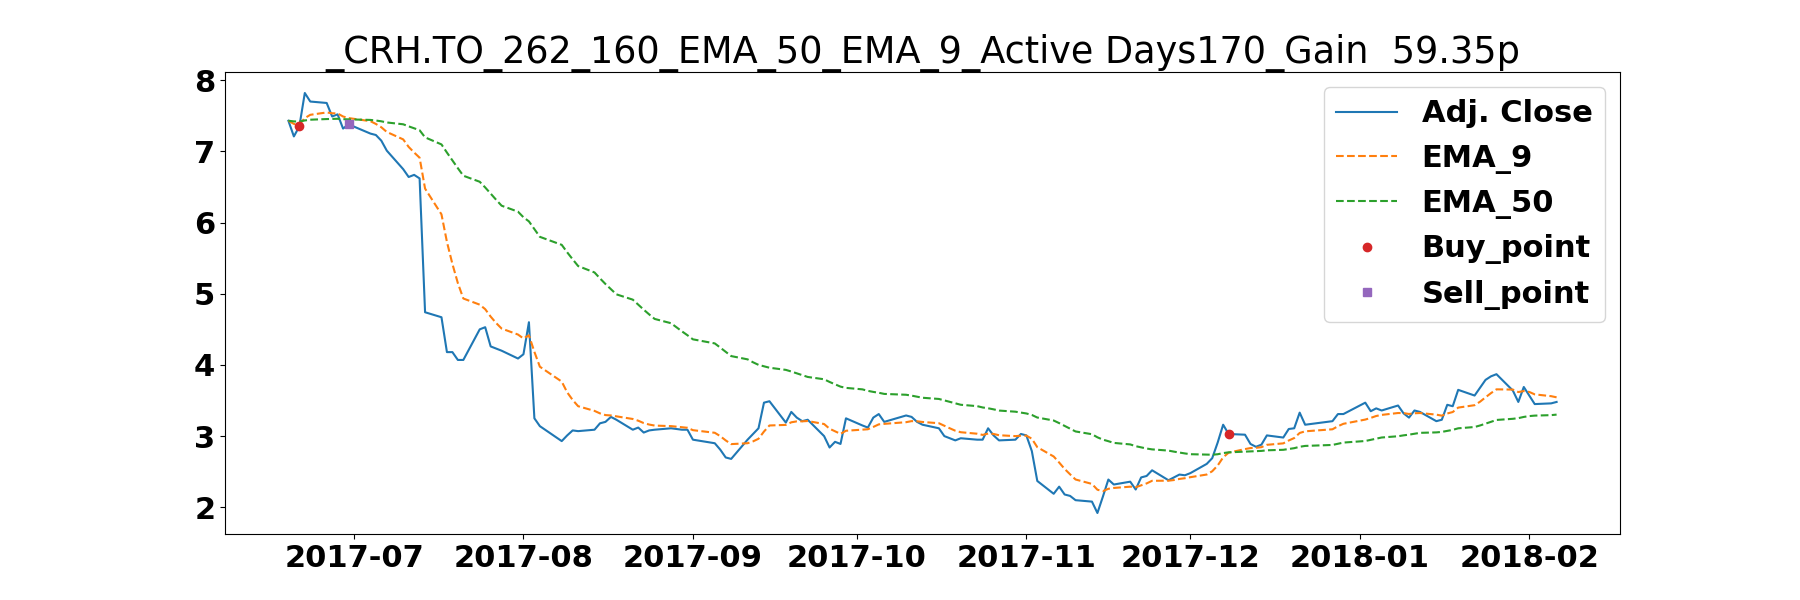 _CRH.TO_262_160_EMA_50_EMA_9_Active Days170_Gain  59.35p
8
7
6
5
4
3
2
Adj. Close
EMA_9
EMA_50
Buy_point
Sell_point
2017-07 2017-08 2017-09 2017-10 2017-11 2017-12 2018-01 2018-02